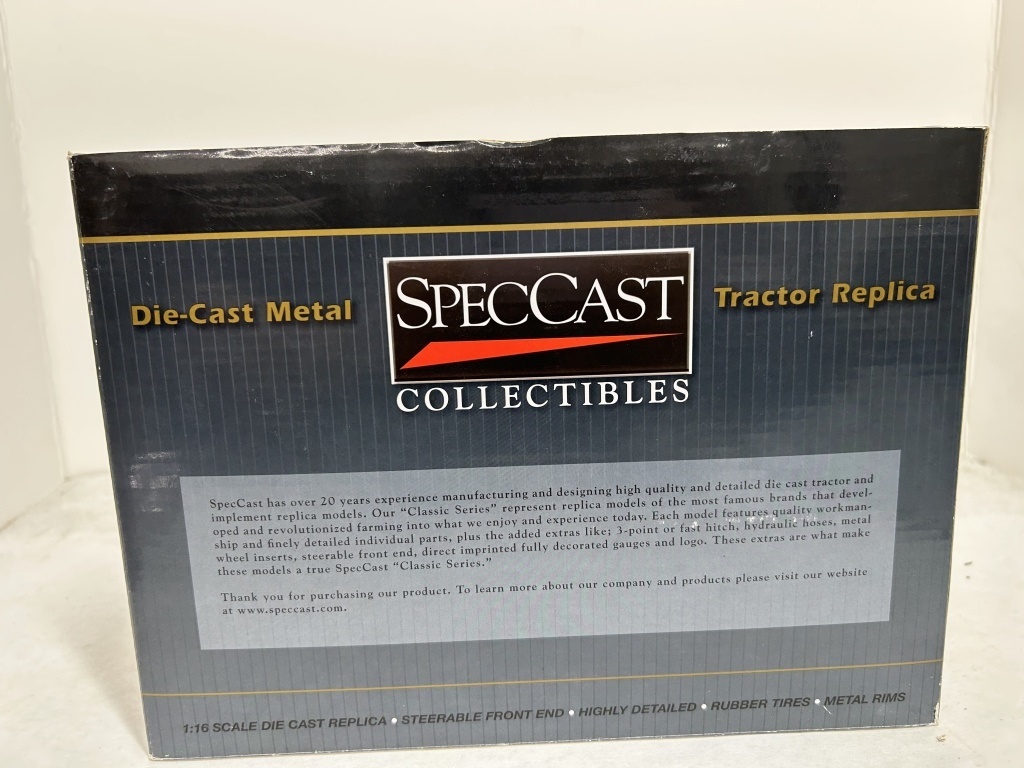 Die-Cast Metal
SPECCAST
Tractor Replica
COLLECTIBLES
SpecCast has over 20 years experience manufacturing and designing high quality and detailed die cast tractor and
implement replica models. Our “Classic Series” represent replica models of the most famous brands that devel-
oped and revolutionized farming into what we enjoy and experience today. Each model features quality workman-
ship and finely detailed individual parts, plus the added extras like; 3-point or fast hitch, hydraulic hoses, metal
wheel inserts, steerable front end, direct imprinted fully decorated gauges and logo. These extras are what make
these models a true SpecCast “Classic Series.”
Thank you for purchasing our product. To learn more about our company and products please visit our website
at www.speccast.com.
1:16 SCALE DIE CAST REPLICA • STEERABLE FRONT END • HIGHLY DETAILED • RUBBER TIRES • METAL RIMS